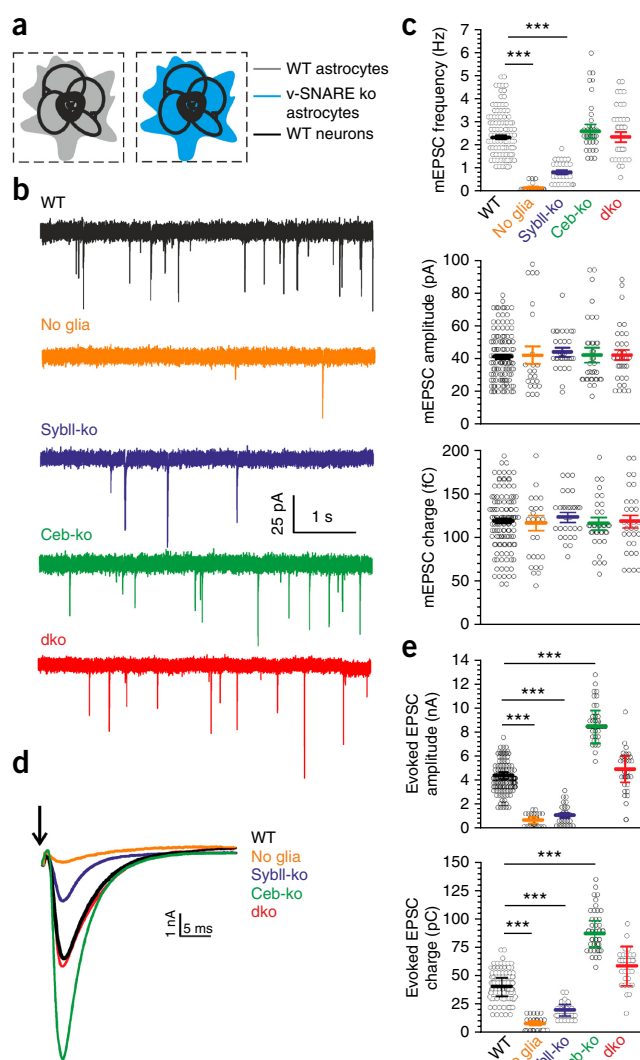 a
WT astrocytes
v-SNARE ko
astrocytes
WT neurons
b
WT
No glia
SybII-ko
25 pA
1 s
Ceb-ko
dko
c
mEPSC frequency (Hz)
7
6
5
4
3
2
1
0
***
***
WT
No glia
SybII-ko
Ceb-ko
dko
mEPSC amplitude (pA)
100
80
60
40
20
0
mEPSC charge (fC)
200
150
100
50
0
d
WT
No glia
SybII-ko
Ceb-ko
dko
1 nA
5 ms
e
Evoked EPSC
amplitude (nA)
14
12
10
8
6
4
2
0
***
***
***
Evoked EPSC
charge (pC)
150
125
100
75
50
25
0
***
***
***
WT
dko